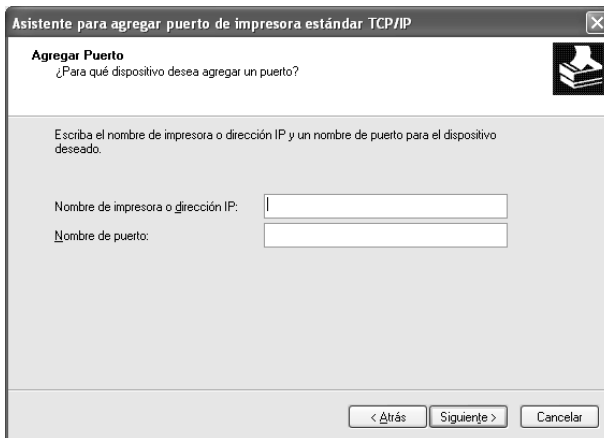 Asistente para agregar puerto de impresora estándar TCP/IP
Agregar Puerto
¿Para qué dispositivo desea agregar un puerto?
Escriba el nombre de impresora o dirección IP y un nombre de puerto para el dispositivo
deseado.
Nombre de impresora o dirección IP:
Nombre de puerto:
< Atrás
Siguiente >
Cancelar